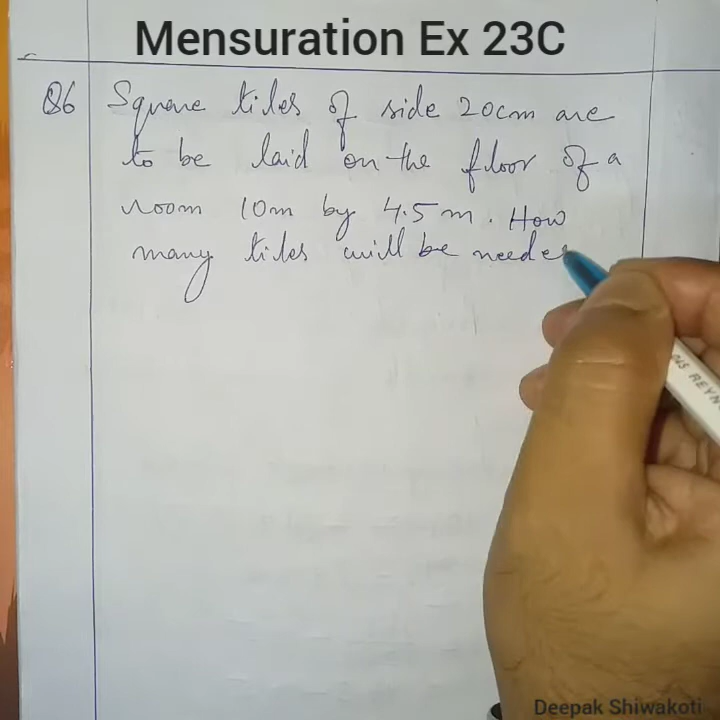 Mensuration Ex 23C
Q6 Square tiles of side 20cm are
to be laid on the floor of a
room 10m by 4.5m. How
many tiles will be neede
REYN
Deepak Shiwakoti